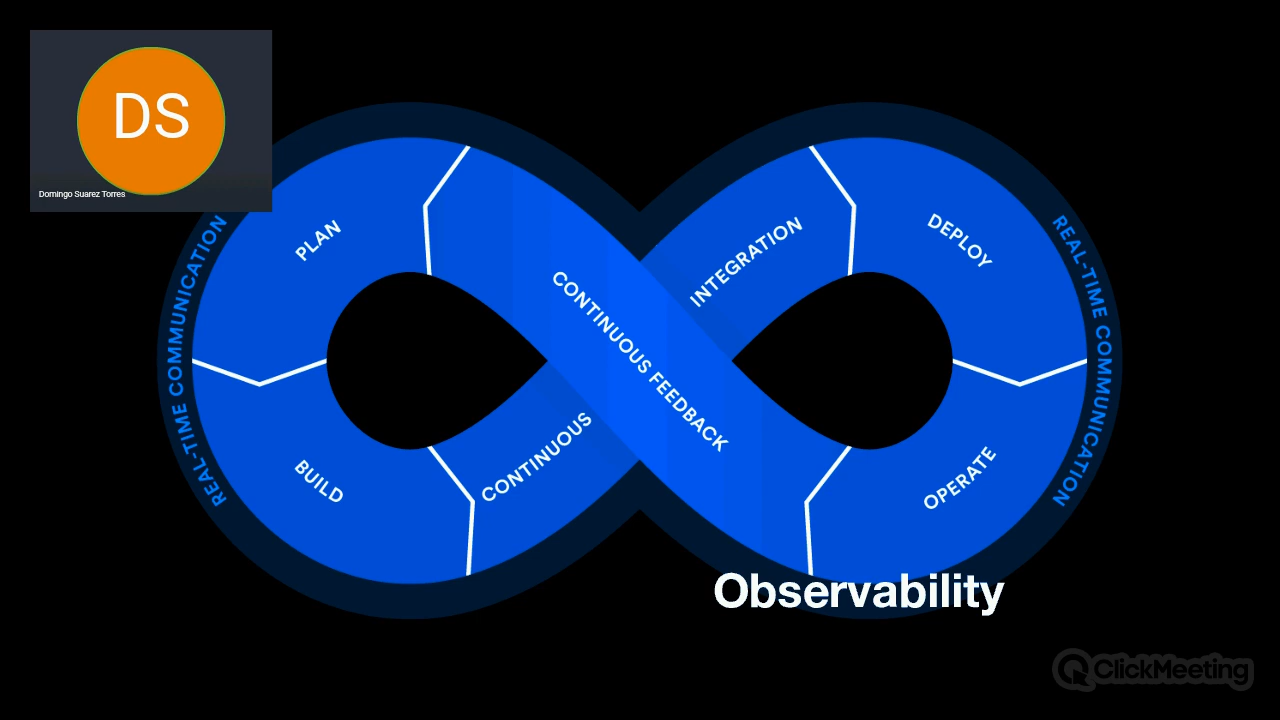 DS
Domingo Suarez Torres
REAL-TIME COMMUNICATION
PLAN
BUILD
CONTINUOUS
INTEGRATION
CONTINUOUS FEEDBACK
DEPLOY
OPERATE
REAL-TIME COMMUNICATION
Observability
ClickMeeting